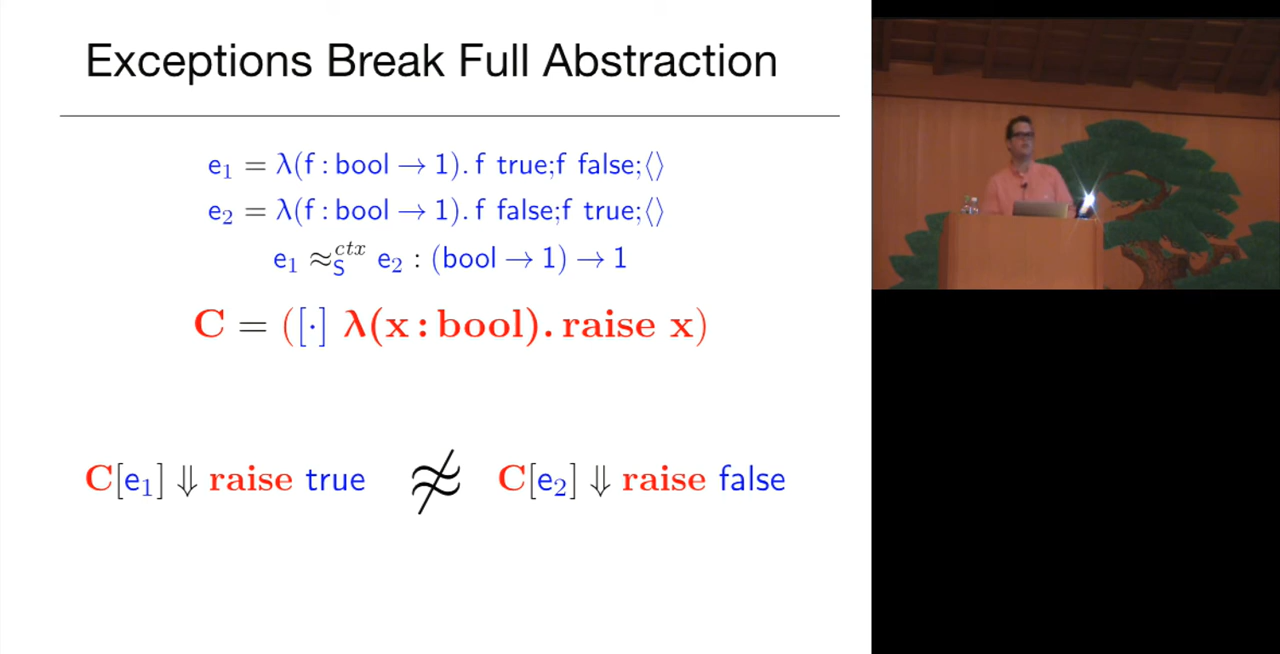 Exceptions Break Full Abstraction
e₁ = λ(f : bool → 1). f true;f false;⟨⟩
e₂ = λ(f : bool → 1). f false;f true;⟨⟩
e₁ ≈ₛᶜᵗˣ e₂ : (bool → 1) → 1
C = ([·] λ(x : bool). raise x)
C[e₁] ⇓ raise true ≉ C[e₂] ⇓ raise false